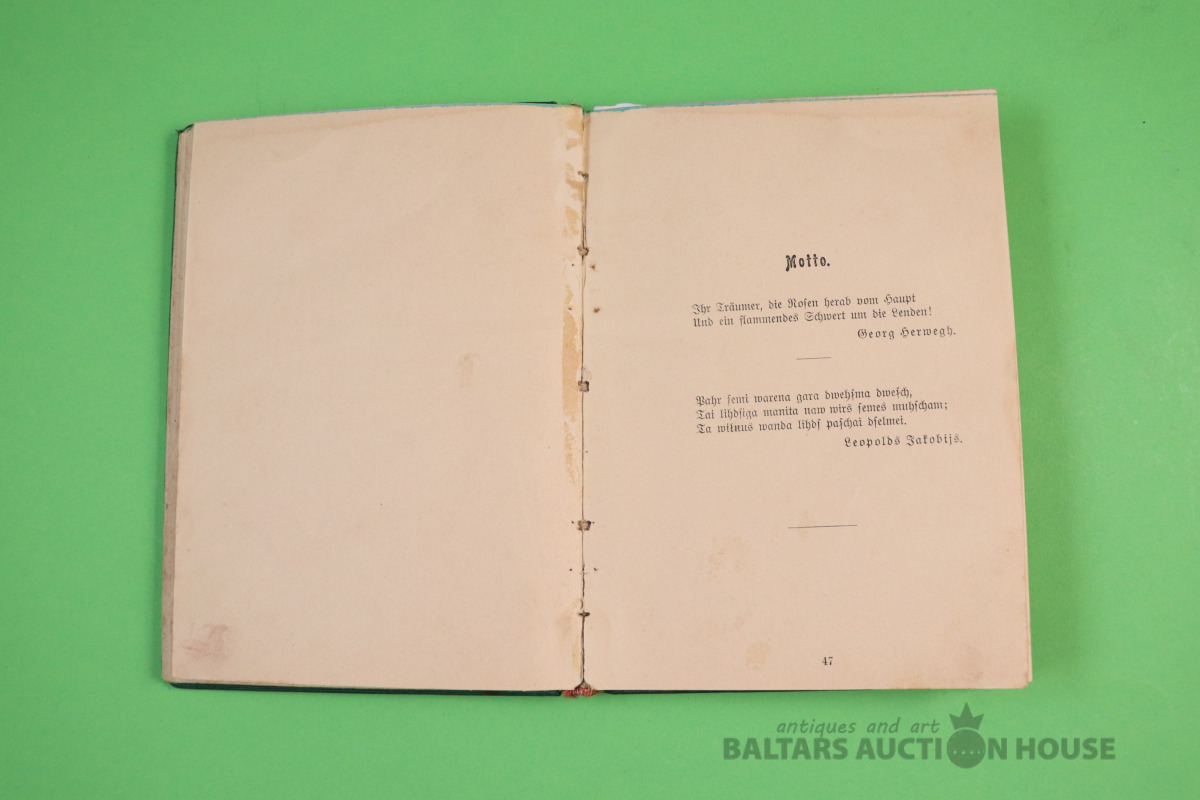 Motto.
Ihr Träumer, die Roſen herab vom Haupt
Und ein flammendes Schwert um die Lenden!
Georg Herwegh.
Pahr ſemi warena gara dwehſma dweſch,
Tai lihdſiga manita naw wirs ſemes muhſcham;
Ta wiļnus wanda lihdſ paſchai dſelmei.
Leopolds Jakobijs.
47
antiques and art
BALTARS AUCTION HOUSE